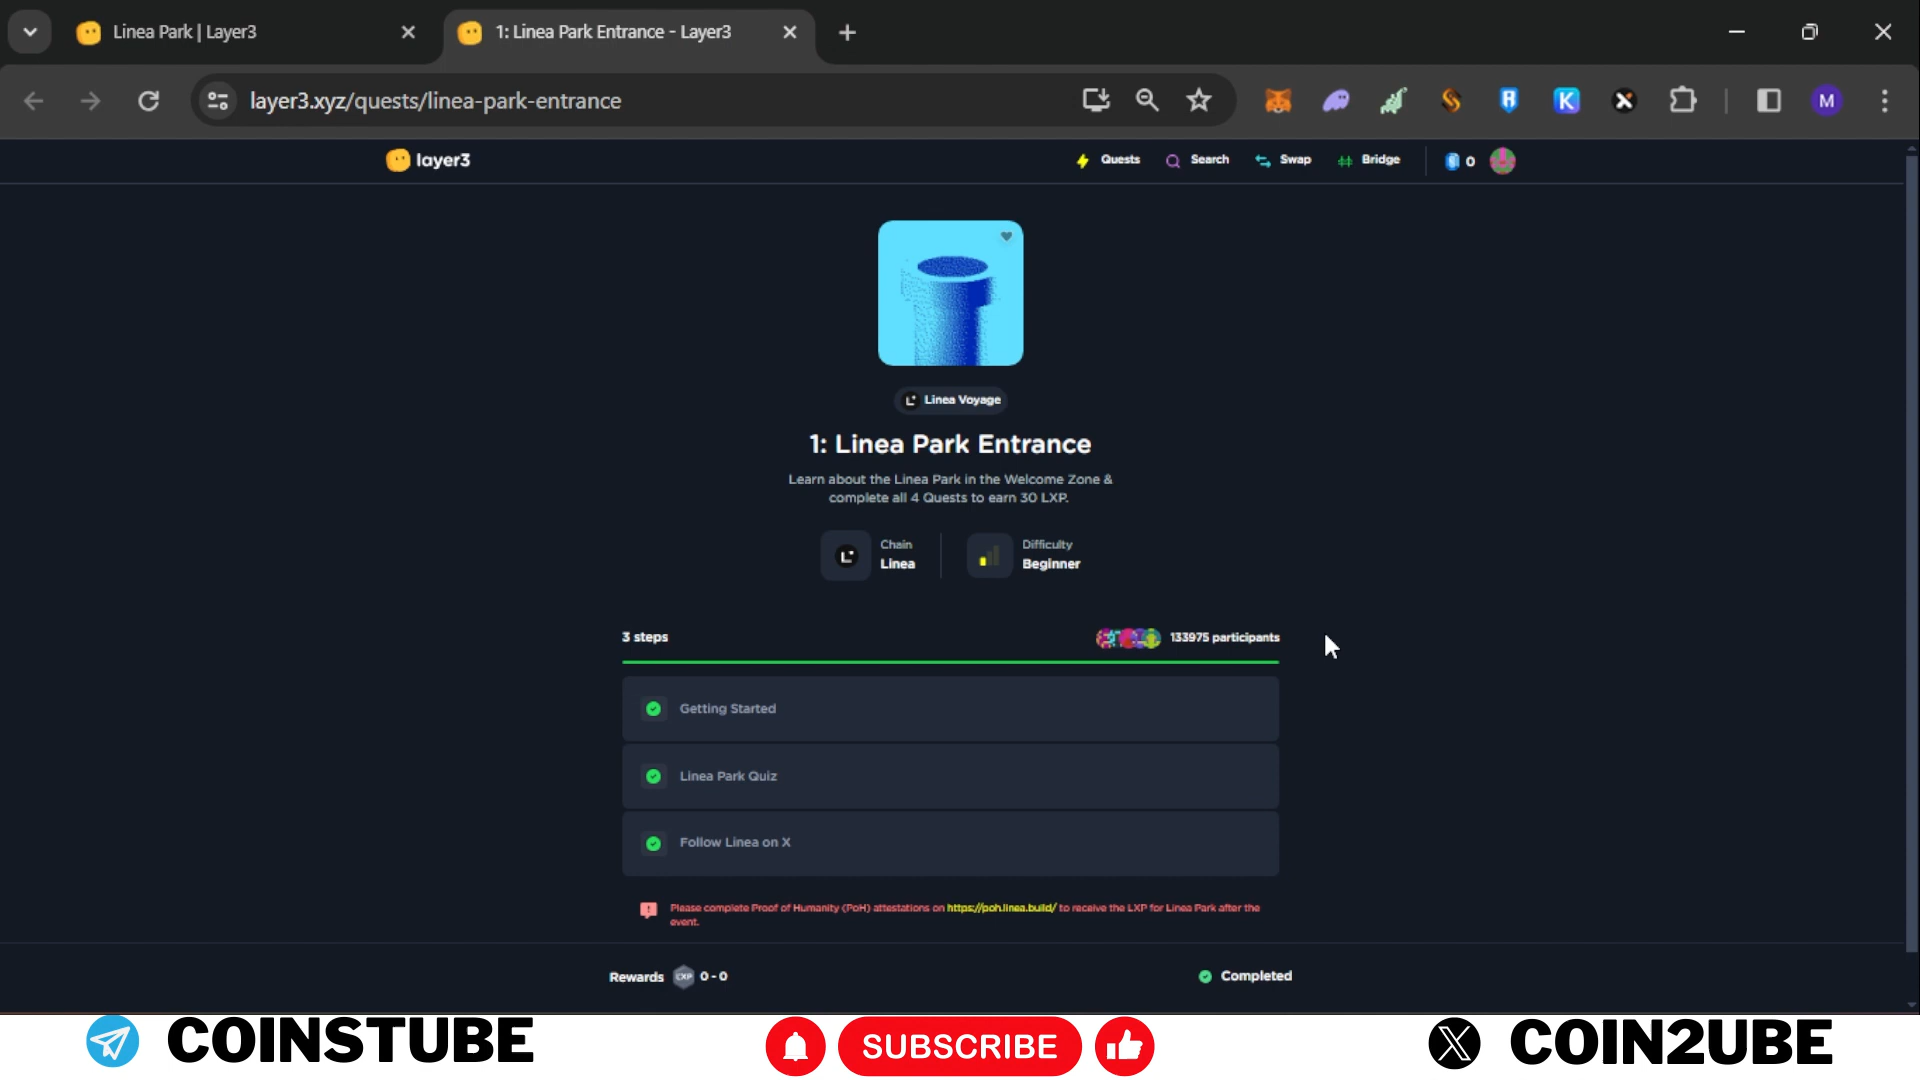 Linea Park | Layer3
1: Linea Park Entrance - Layer3
layer3.xyz/quests/linea-park-entrance
M
layer3
Quests
Search
Swap
Bridge
0
Linea Voyage
1: Linea Park Entrance
Learn about the Linea Park in the Welcome Zone &
complete all 4 Quests to earn 30 LXP.
Chain
Linea
Difficulty
Beginner
3 steps
133975 participants
Getting Started
Linea Park Quiz
Follow Linea on X
Please complete Proof of Humanity (PoH) attestations on https://poh.linea.build/ to receive the LXP for Linea Park after the
event.
Rewards LXP 0 - 0
Completed
COINSTUBE
SUBSCRIBE
COIN2UBE